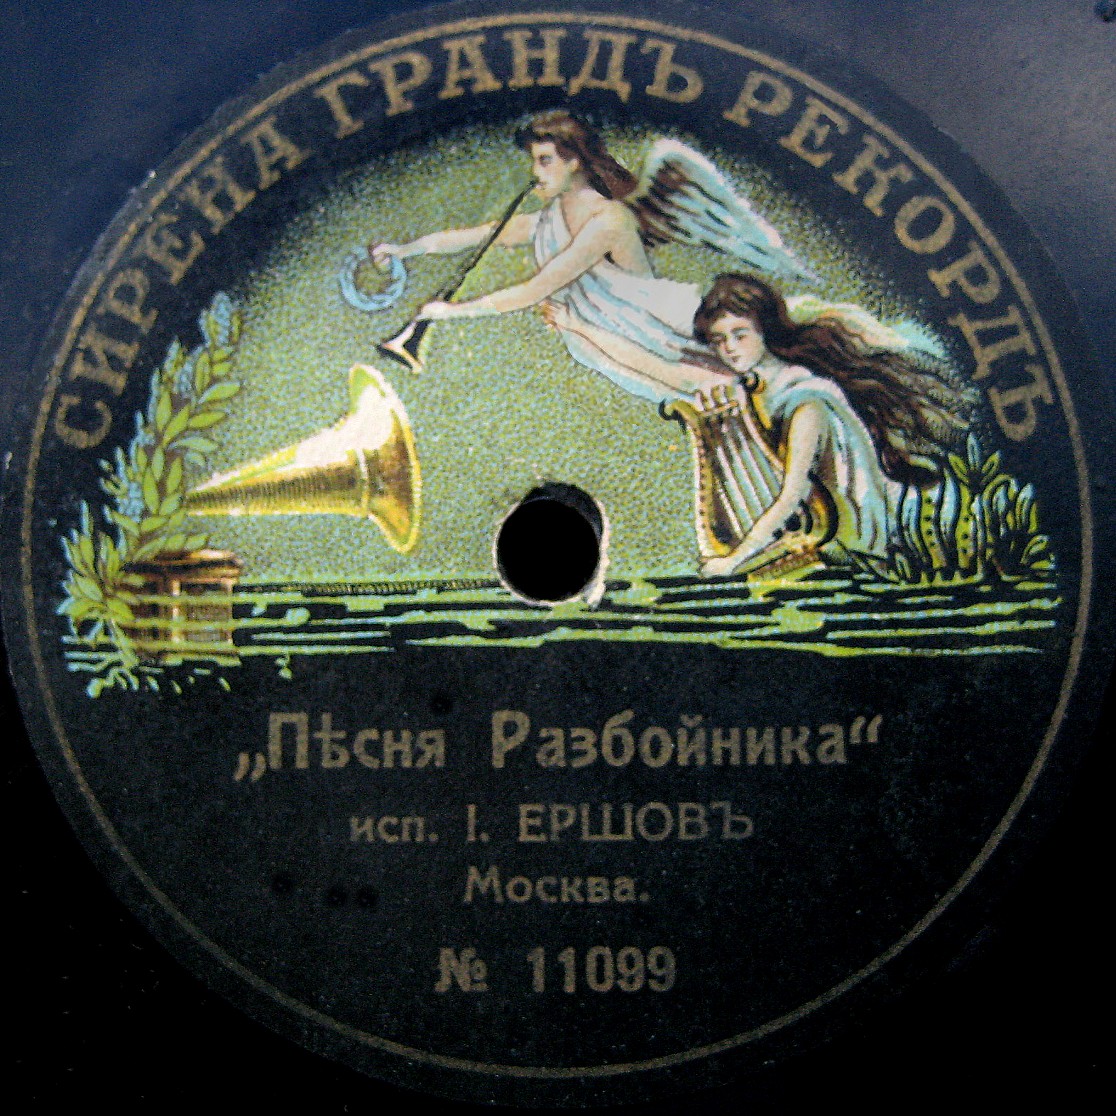 СИРЕНА ГРАНДЪ РЕКОРДЪ
„Пѣсня Разбойника“
исп. І. ЕРШОВЪ
Москва.
№ 11099